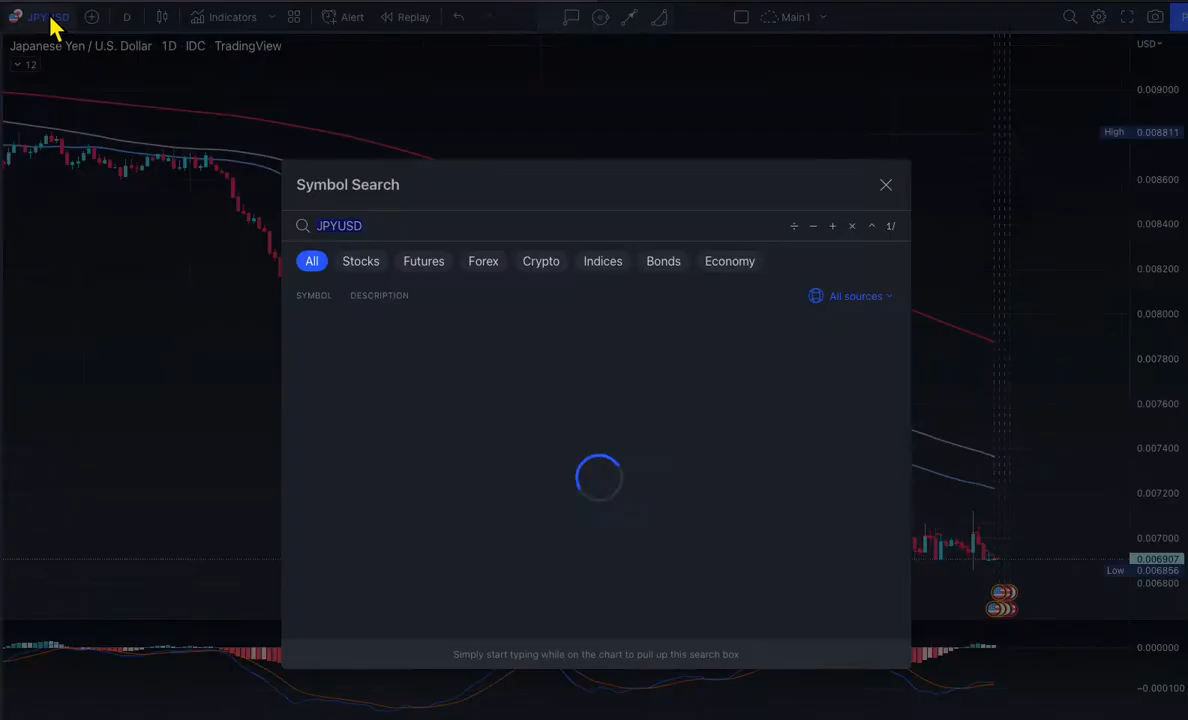 JPYUSD D Indicators Alert Replay Main1 P
Japanese Yen / U.S. Dollar 1D IDC TradingView USD
12
0.009000
High 0.008811
Symbol Search
0.008600
JPYUSD ÷ − + × ^ 1/
0.008400
All Stocks Futures Forex Crypto Indices Bonds Economy
0.008200
SYMBOL DESCRIPTION All sources
0.008000
0.007800
0.007600
0.007400
0.007200
0.007000
0.006907
Low 0.006856
0.006800
0.000000
Simply start typing while on the chart to pull up this search box
−0.000100